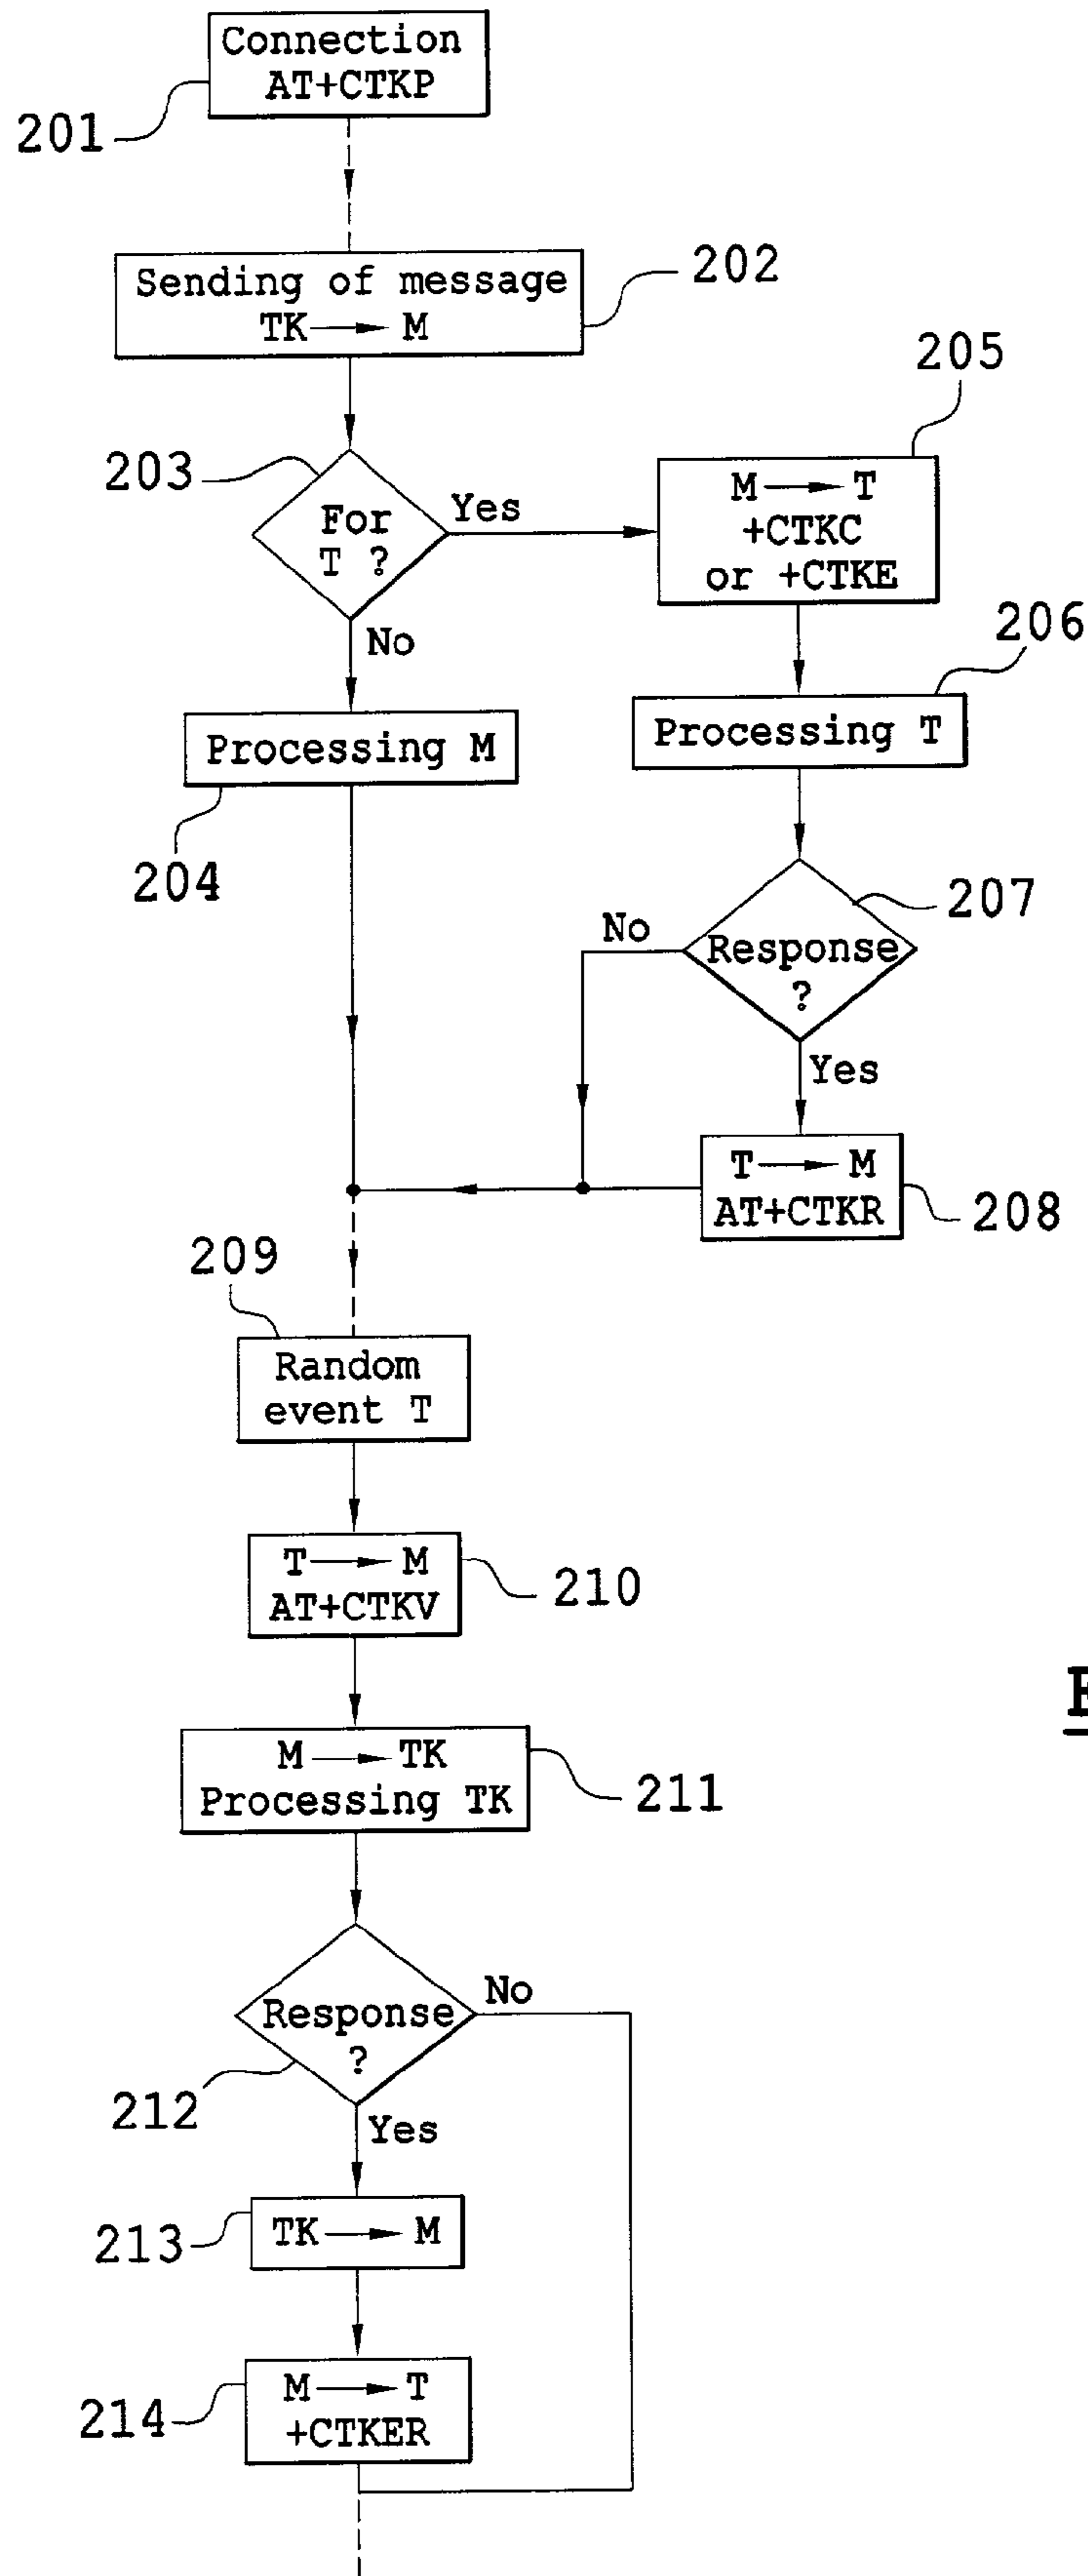 Connection
AT+CTKP
201
Sending of message
TK → M
202
203
For
T ?
Yes
No
205
M → T
+CTKC
or +CTKE
206
Processing T
Processing M
204
207
Response
?
No
Yes
T → M
AT+CTKR
208
209
Random
event T
T → M
AT+CTKV
210
M → TK
Processing TK
211
Response
?
No
212
Yes
213
TK → M
214
M → T
+CTKER